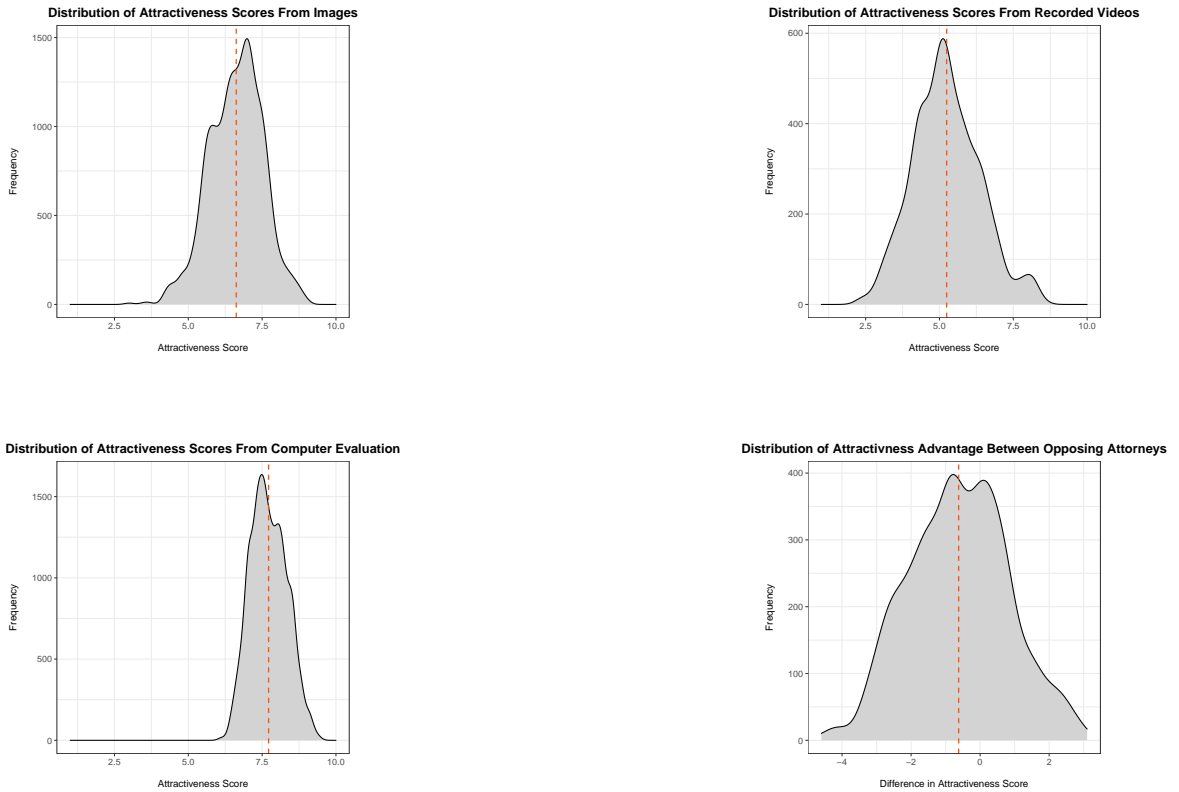 Distribution of Attractiveness Scores From Images
1500
1000
500
0
Frequency
2.5 5.0 7.5 10.0
Attractiveness Score
Distribution of Attractiveness Scores From Recorded Videos
600
400
200
0
Frequency
2.5 5.0 7.5 10.0
Attractiveness Score
Distribution of Attractiveness Scores From Computer Evaluation
1500
1000
500
0
Frequency
2.5 5.0 7.5 10.0
Attractiveness Score
Distribution of Attractivness Advantage Between Opposing Attorneys
400
300
200
100
0
Frequency
−4 −2 0 2
Difference in Attractiveness Score